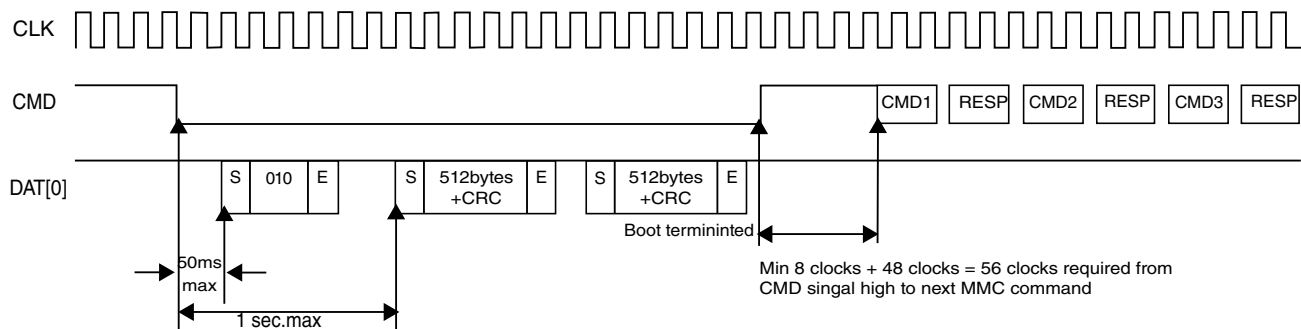 CLK
CMD
CMD1 RESP CMD2 RESP CMD3 RESP
DAT[0]
S 010 E
S 512bytes +CRC E
S 512bytes +CRC E
Boot termininted
50ms
max
1 sec.max
Min 8 clocks + 48 clocks = 56 clocks required from
CMD singal high to next MMC command